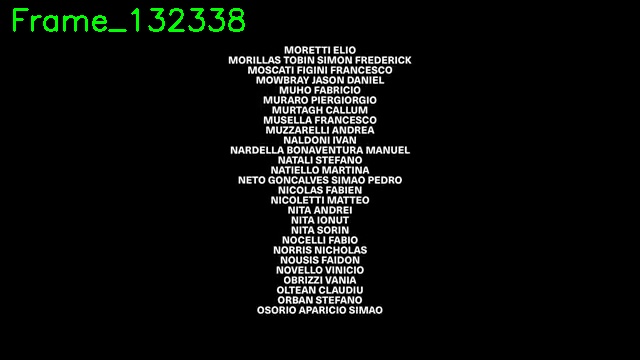 Frame_132338
MORETTI ELIO
MORILLAS TOBIN SIMON FREDERICK
MOSCATI FIGINI FRANCESCO
MOWBRAY JASON DANIEL
MUHO FABRICIO
MURARO PIERGIORGIO
MURTAGH CALLUM
MUSELLA FRANCESCO
MUZZARELLI ANDREA
NALDONI IVAN
NARDELLA BONAVENTURA MANUEL
NATALI STEFANO
NATIELLO MARTINA
NETO GONCALVES SIMAO PEDRO
NICOLAS FABIEN
NICOLETTI MATTEO
NITA ANDREI
NITA IONUT
NITA SORIN
NOCELLI FABIO
NORRIS NICHOLAS
NOUSIS FAIDON
NOVELLO VINICIO
OBRIZZI VANIA
OLTEAN CLAUDIU
ORBAN STEFANO
OSORIO APARICIO SIMAO